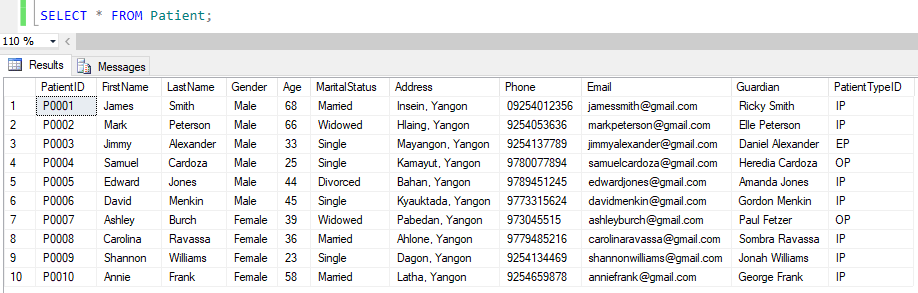 SELECT * FROM Patient;
110 %
Results Messages
PatientID FirstName LastName Gender Age MaritalStatus Address Phone Email Guardian PatientTypeID
1 P0001 James Smith Male 68 Married Insein, Yangon 09254012356 jamessmith@gmail.com Ricky Smith IP
2 P0002 Mark Peterson Male 66 Widowed Hlaing, Yangon 9254053636 markpeterson@gmail.com Elle Peterson IP
3 P0003 Jimmy Alexander Male 33 Single Mayangon, Yangon 9254137789 jimmyalexander@gmail.com Daniel Alexander EP
4 P0004 Samuel Cardoza Male 25 Single Kamayut, Yangon 9780077894 samuelcardoza@gmail.com Heredia Cardoza OP
5 P0005 Edward Jones Male 44 Divorced Bahan, Yangon 9789451245 edwardjones@gmail.com Amanda Jones IP
6 P0006 David Menkin Male 45 Single Kyauktada, Yangon 9773315624 davidmenkin@gmail.com Gordon Menkin IP
7 P0007 Ashley Burch Female 39 Widowed Pabedan, Yangon 973045515 ashleyburch@gmail.com Paul Fetzer OP
8 P0008 Carolina Ravassa Female 36 Married Ahlone, Yangon 9779485216 carolinaravassa@gmail.com Sombra Ravassa IP
9 P0009 Shannon Williams Female 23 Single Dagon, Yangon 9254134469 shannonwilliams@gmail.com Jonah Williams IP
10 P0010 Annie Frank Female 58 Married Latha, Yangon 9254659878 anniefrank@gmail.com George Frank IP